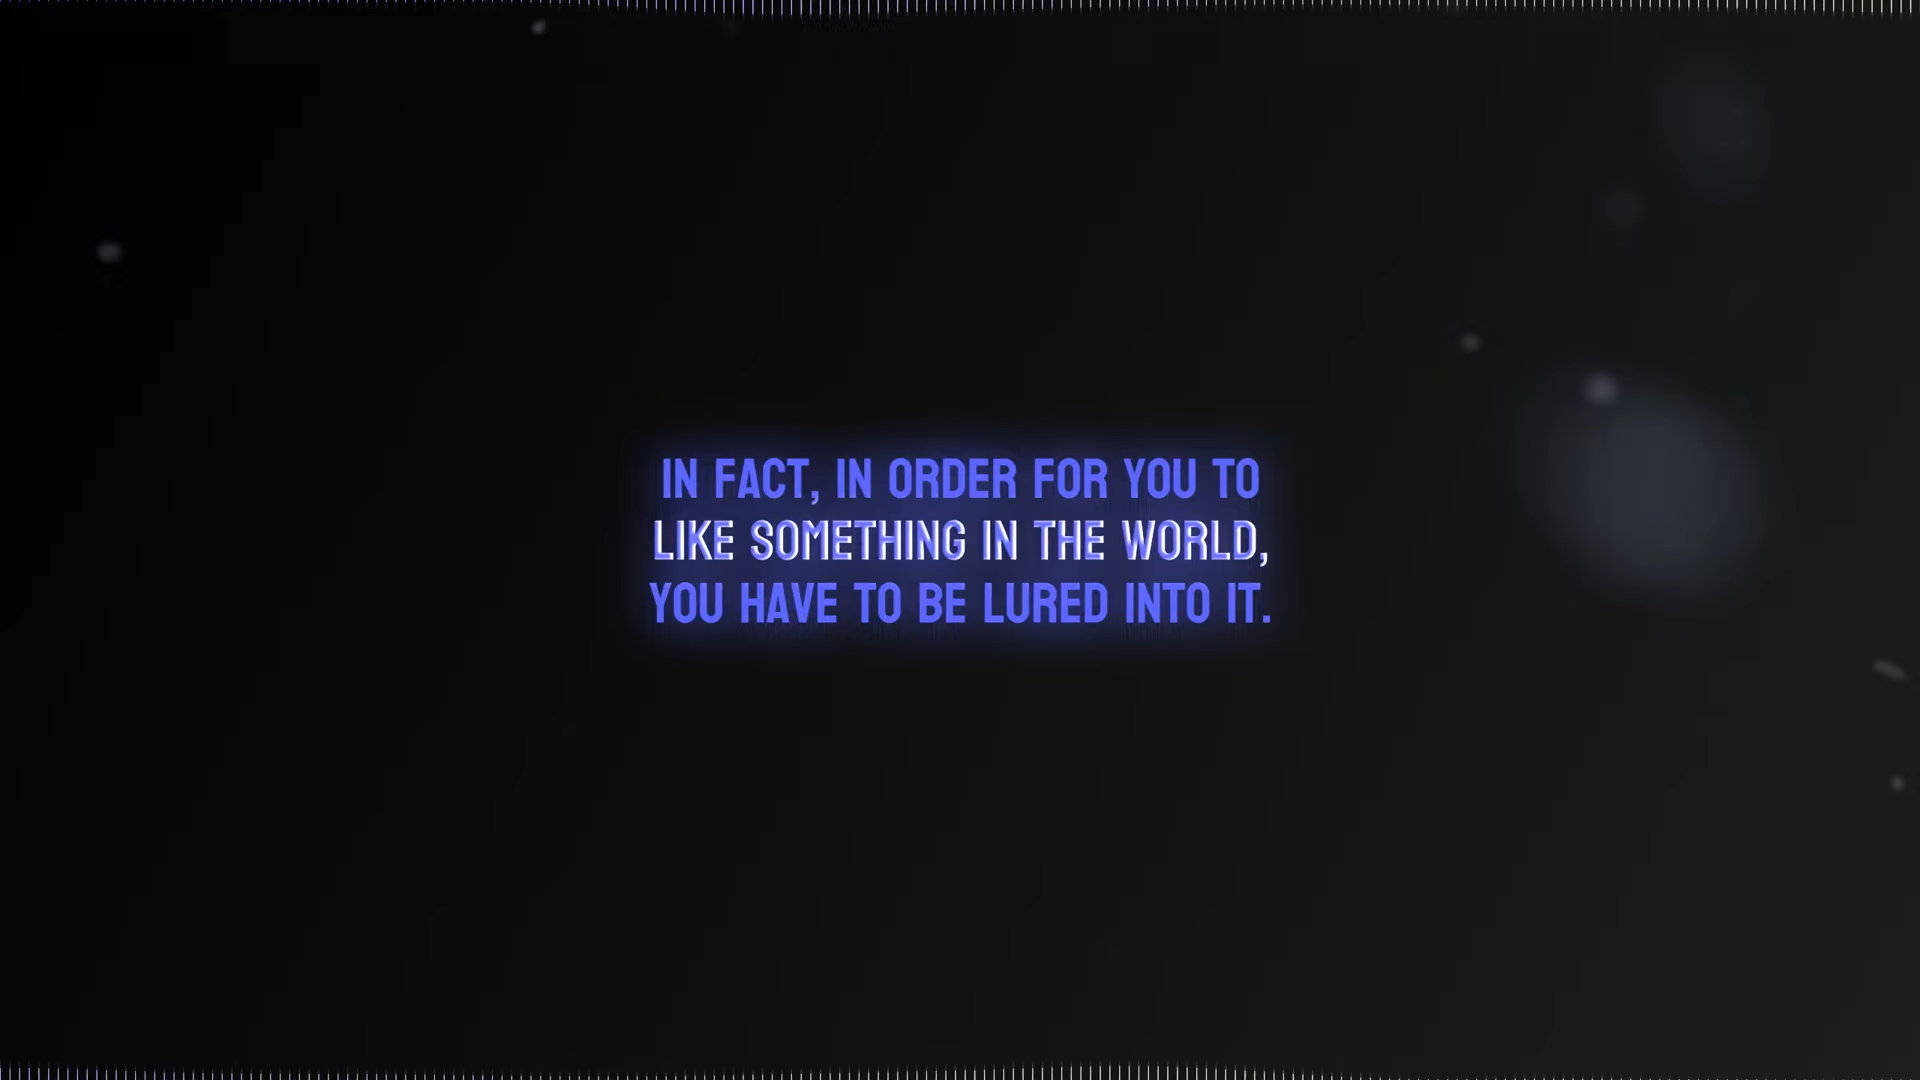 IN FACT, IN ORDER FOR YOU TO
LIKE SOMETHING IN THE WORLD,
YOU HAVE TO BE LURED INTO IT.